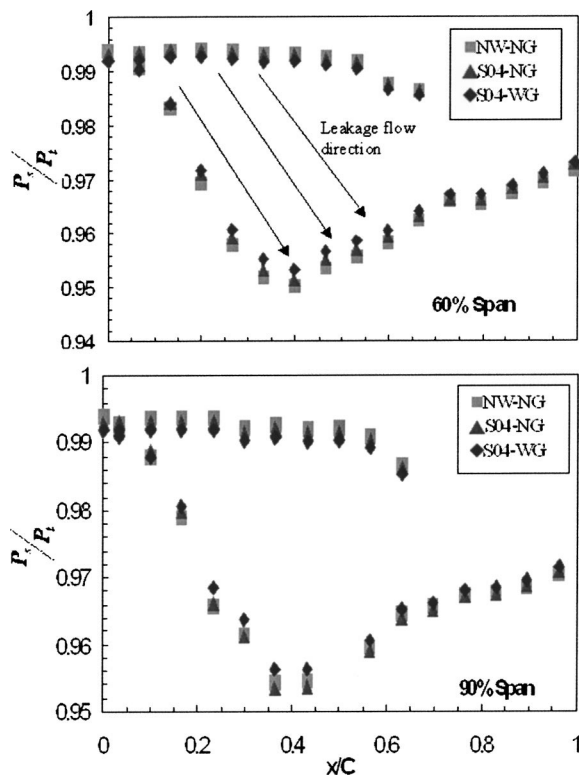 1
0.99
0.98
0.97
0.96
0.95
0.94
Ps/Pt
NW-NG
S04-NG
S04-WG
Leakage flow
direction
60% Span
1
0.99
0.98
0.97
0.96
0.95
Ps/Pt
NW-NG
S04-NG
S04-WG
90% Span
0
0.2
0.4
0.6
0.8
1
x/C